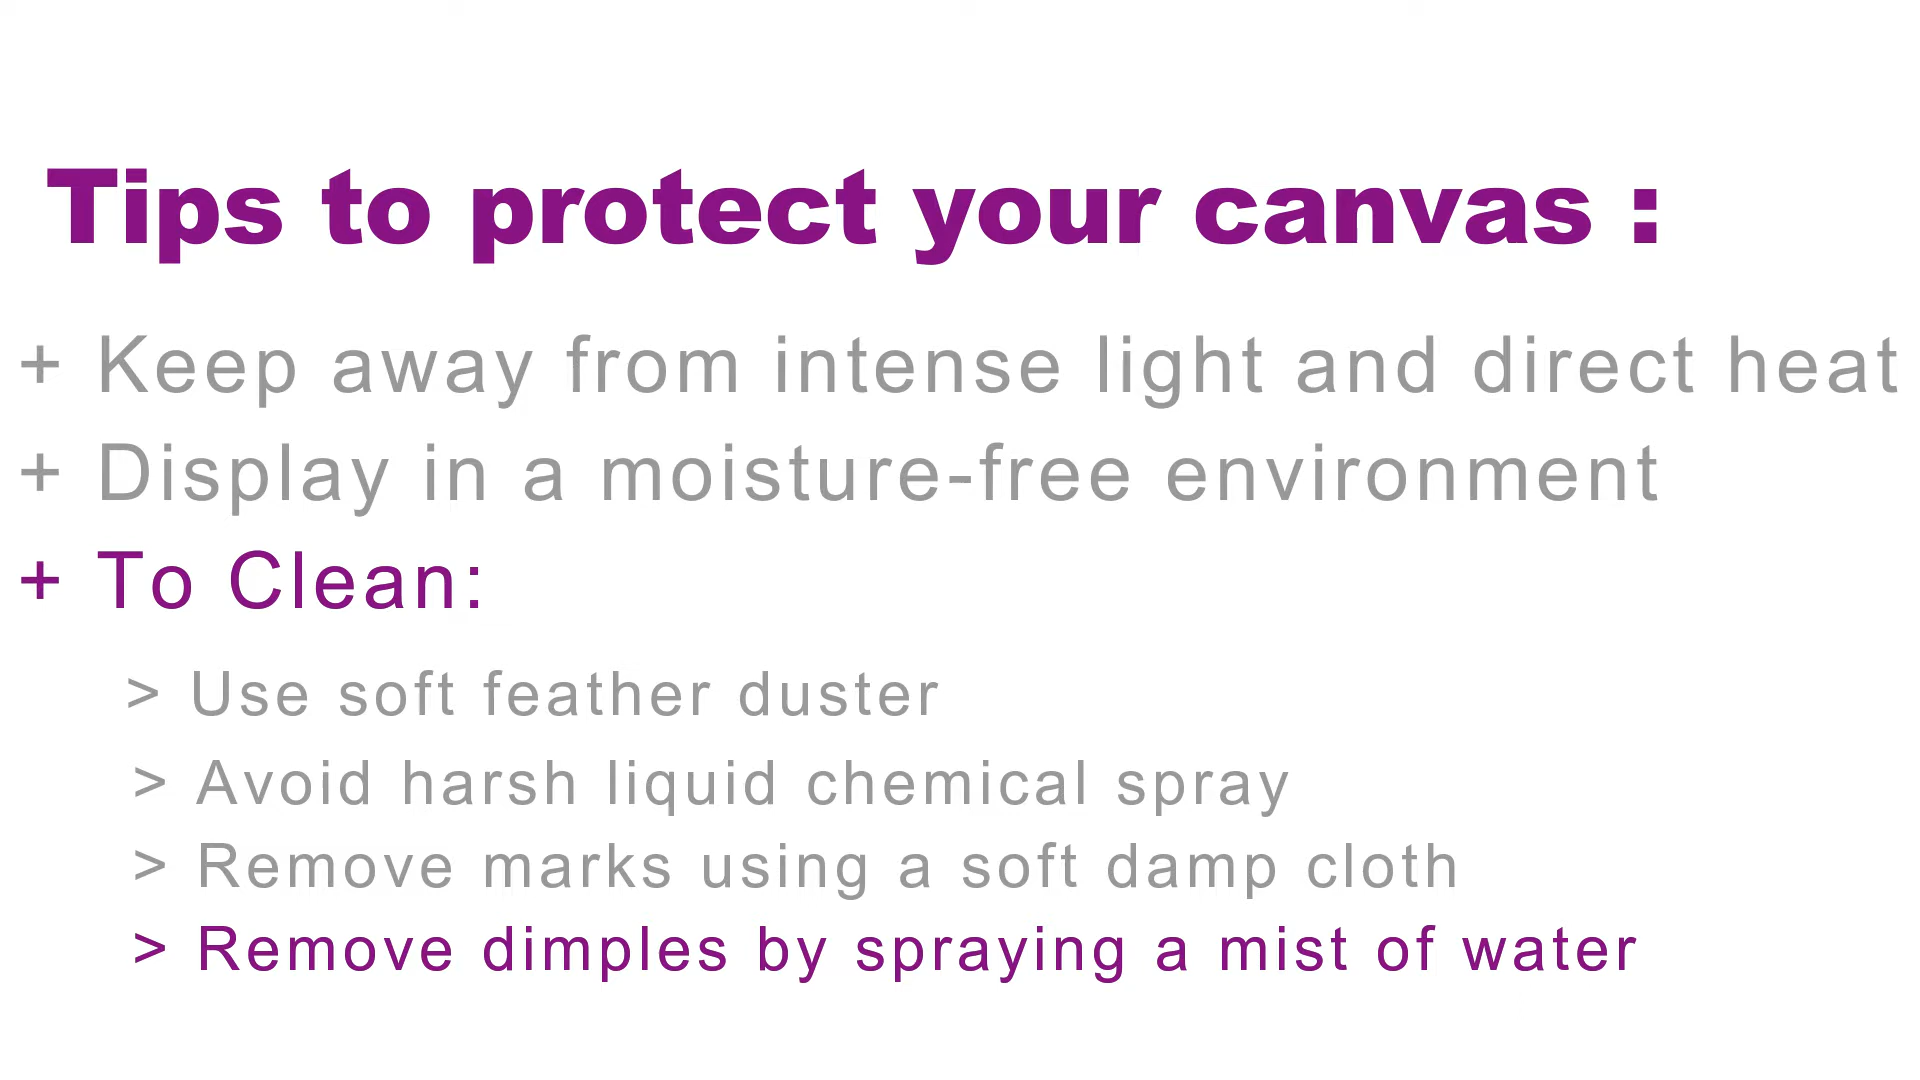 Tips to protect your canvas :
+ Keep away from intense light and direct heat
+ Display in a moisture-free environment
+ To Clean:
> Use soft feather duster
> Avoid harsh liquid chemical spray
> Remove marks using a soft damp cloth
> Remove dimples by spraying a mist of water